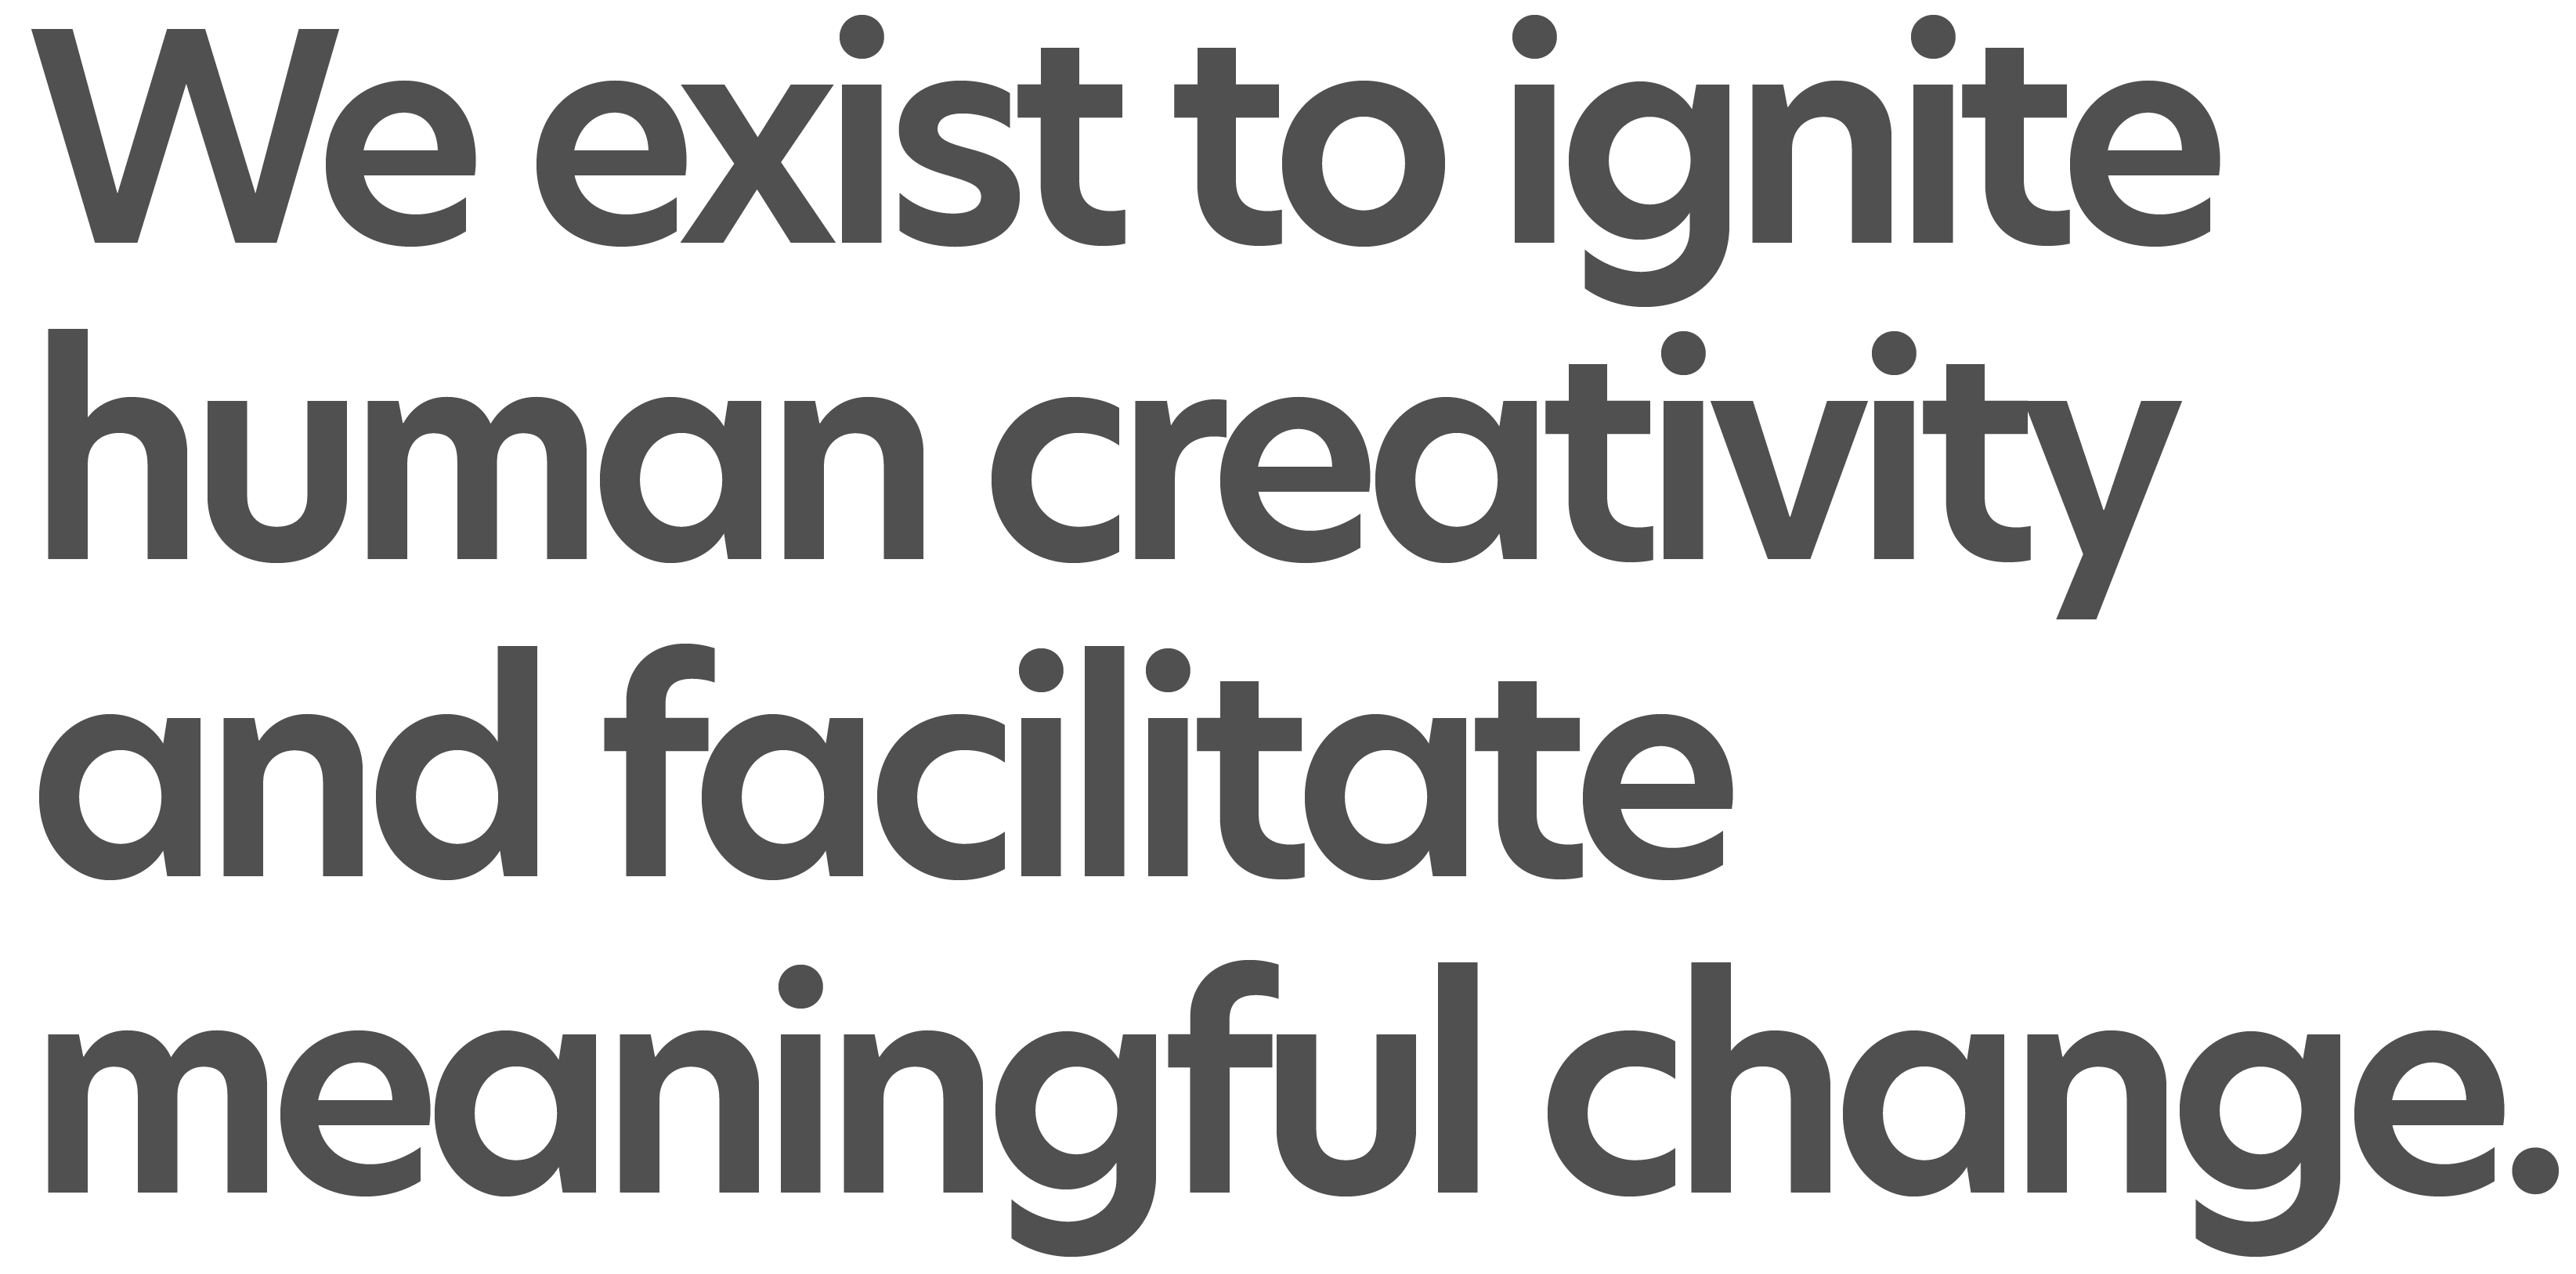 We exist to ignite
human creativity
and facilitate
meaningful change.